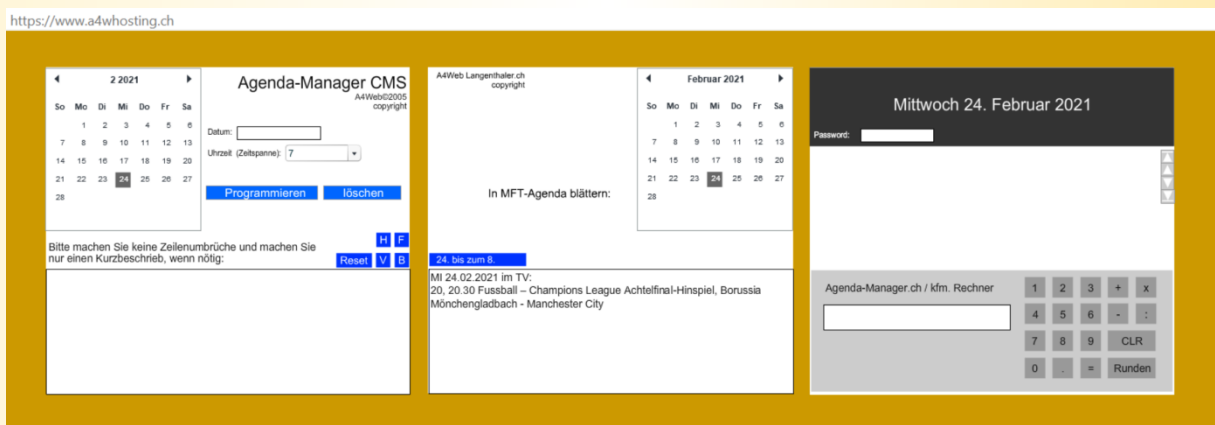 https://www.a4whosting.ch
2 2021
So Mo Di Mi Do Fr Sa
1 2 3 4 5 6
7 8 9 10 11 12 13
14 15 16 17 18 19 20
21 22 23 24 25 26 27
28
Agenda-Manager CMS
A4Web©2005
copyright
Datum:
Uhrzeit (Zeitspanne): 7
Programmieren löschen
Bitte machen Sie keine Zeilenumbrüche und machen Sie
nur einen Kurzbeschrieb, wenn nötig:
H F
Reset V B
A4Web Langenthaler.ch
copyright
Februar 2021
So Mo Di Mi Do Fr Sa
1 2 3 4 5 6
7 8 9 10 11 12 13
14 15 16 17 18 19 20
21 22 23 24 25 26 27
28
In MFT-Agenda blättern:
24. bis zum 8.
MI 24.02.2021 im TV:
20, 20.30 Fussball – Champions League Achtelfinal-Hinspiel, Borussia
Mönchengladbach - Manchester City
Mittwoch 24. Februar 2021
Password:
Agenda-Manager.ch / kfm. Rechner
1 2 3 + x
4 5 6 - :
7 8 9 CLR
0 . = Runden